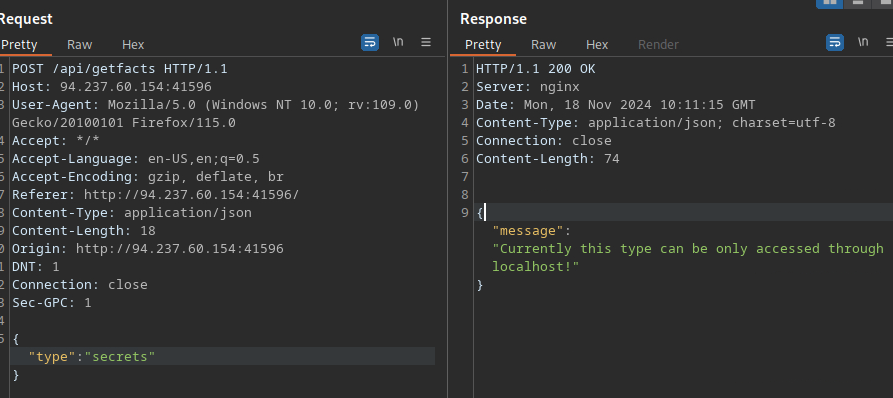 Request
Pretty Raw Hex \n
1 POST /api/getfacts HTTP/1.1
2 Host: 94.237.60.154:41596
3 User-Agent: Mozilla/5.0 (Windows NT 10.0; rv:109.0)
Gecko/20100101 Firefox/115.0
4 Accept: */*
5 Accept-Language: en-US,en;q=0.5
6 Accept-Encoding: gzip, deflate, br
7 Referer: http://94.237.60.154:41596/
8 Content-Type: application/json
9 Content-Length: 18
0 Origin: http://94.237.60.154:41596
1 DNT: 1
2 Connection: close
3 Sec-GPC: 1
4
5 {
"type":"secrets"
}
Response
Pretty Raw Hex Render \n
1 HTTP/1.1 200 OK
2 Server: nginx
3 Date: Mon, 18 Nov 2024 10:11:15 GMT
4 Content-Type: application/json; charset=utf-8
5 Connection: close
6 Content-Length: 74
7
8
9 {
"message":
"Currently this type can be only accessed through
localhost!"
}